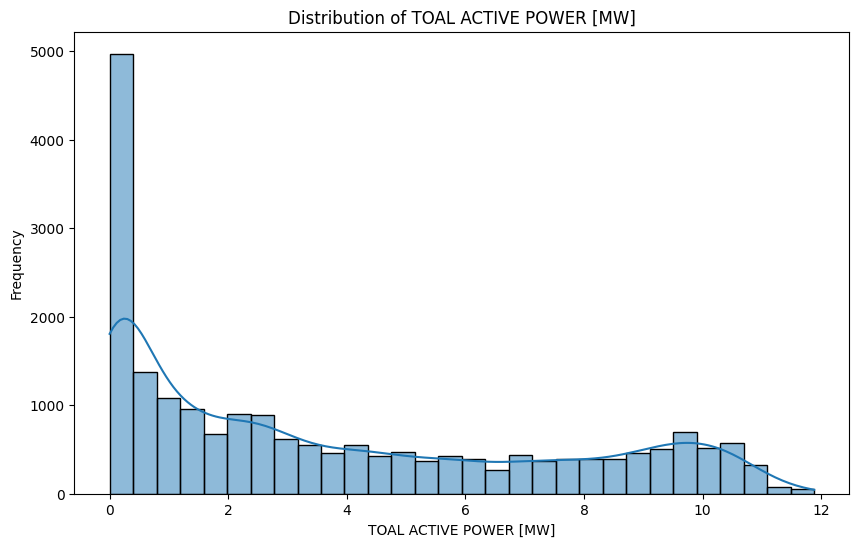 Distribution of TOAL ACTIVE POWER [MW]
5000
4000
3000
2000
1000
0
Frequency
0 2 4 6 8 10 12
TOAL ACTIVE POWER [MW]